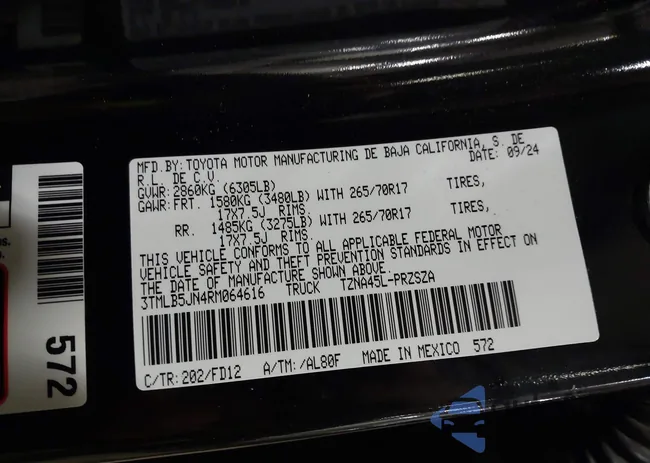 MFD.BY: TOYOTA MOTOR MANUFACTURING DE BAJA CALIFORNIA, S. DE
R.L. DE C.V. DATE: 09/24
GVWR: 2860KG (6305LB)
GAWR: FRT. 1580KG (3480LB) WITH 265/70R17 TIRES,
17X7.5J RIMS
RR. 1485KG (3275LB) WITH 265/70R17 TIRES,
17X7.5J RIMS
THIS VEHICLE CONFORMS TO ALL APPLICABLE FEDERAL MOTOR
VEHICLE SAFETY AND THEFT PREVENTION STANDARDS IN EFFECT ON
THE DATE OF MANUFACTURE SHOWN ABOVE.
3TMLB5JN4RM064616 TRUCK TZNA45L-PRZSZA
C/TR: 202/FD12 A/TM: /AL80F MADE IN MEXICO 572
572